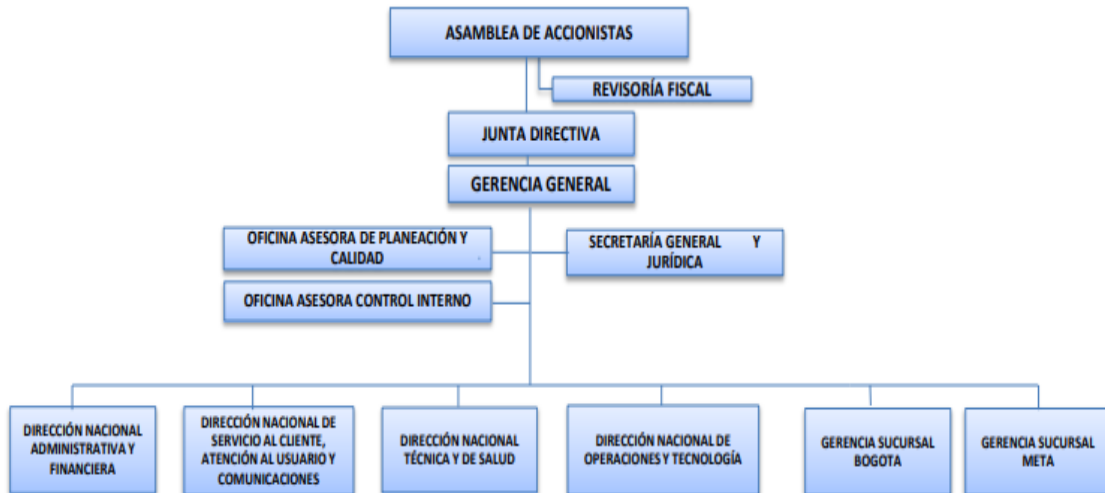 ASAMBLEA DE ACCIONISTAS
REVISORÍA FISCAL
JUNTA DIRECTIVA
GERENCIA GENERAL
OFICINA ASESORA DE PLANEACIÓN Y
CALIDAD
SECRETARÍA GENERAL Y
JURÍDICA
OFICINA ASESORA CONTROL INTERNO
DIRECCIÓN NACIONAL
ADMINISTRATIVA Y
FINANCIERA
DIRECCIÓN NACIONAL DE
SERVICIO AL CLIENTE,
ATENCIÓN AL USUARIO Y
COMUNICACIONES
DIRECCIÓN NACIONAL
TÉCNICA Y DE SALUD
DIRECCIÓN NACIONAL DE
OPERACIONES Y TECNOLOGÍA
GERENCIA SUCURSAL
BOGOTA
GERENCIA SUCURSAL
META